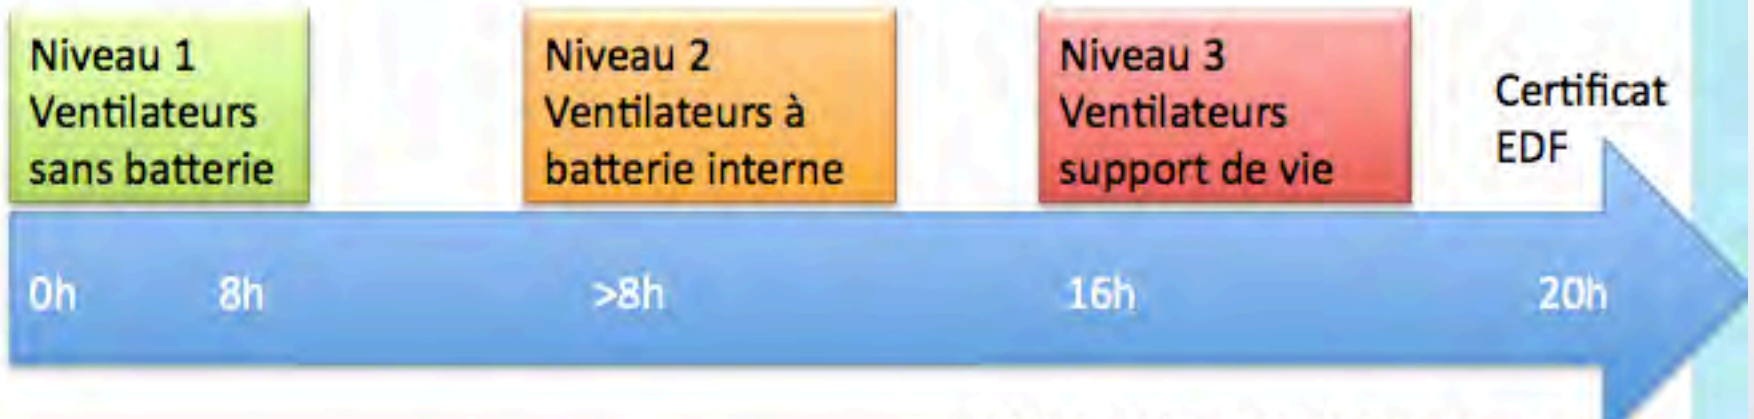 Niveau 1
Ventilateurs
sans batterie
Niveau 2
Ventilateurs à
batterie interne
Niveau 3
Ventilateurs
support de vie
Certificat
EDF
0h
8h
>8h
16h
20h